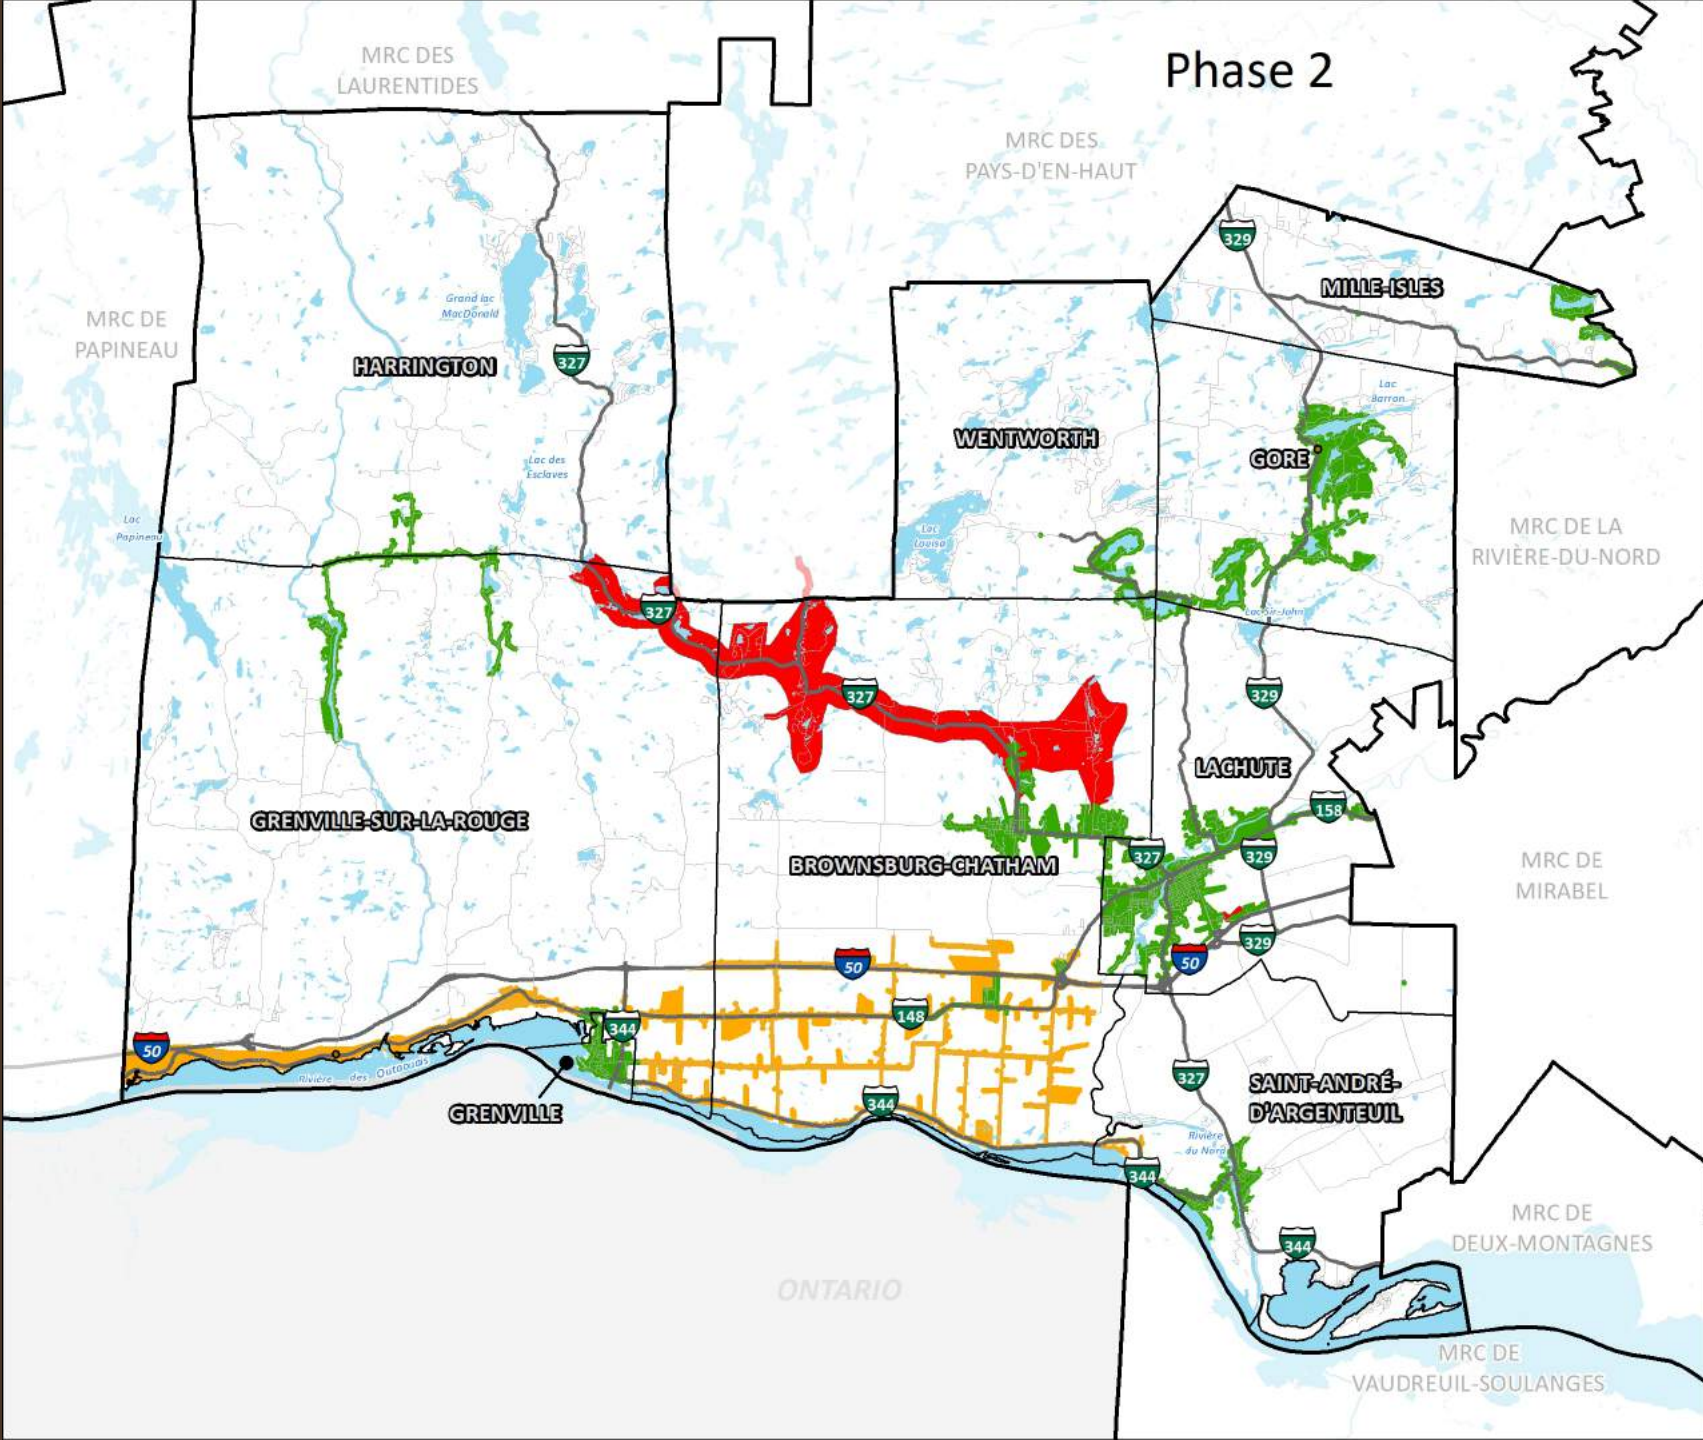 Phase 2
MRC DES
LAURENTIDES
MRC DES
PAYS-D'EN-HAUT
329
MILLE-ISLES
Grand lac
MacDonald
MRC DE
PAPINEAU
HARRINGTON
327
Lac
Barron
WENTWORTH
GORE
Lac des
Esclaves
Lac
Papineau
Lac
Louisa
MRC DE LA
RIVIÈRE-DU-NORD
327
Lac Sir-John
327
329
LACHUTE
158
GRENVILLE-SUR-LA-ROUGE
BROWNSBURG-CHATHAM
327
329
MRC DE
MIRABEL
329
50
50
148
344
50
Rivière des Outaouais
327
SAINT-ANDRÉ-
D'ARGENTEUIL
GRENVILLE
344
Rivière
du Nord
344
MRC DE
DEUX-MONTAGNES
344
ONTARIO
MRC DE
VAUDREUIL-SOULANGES